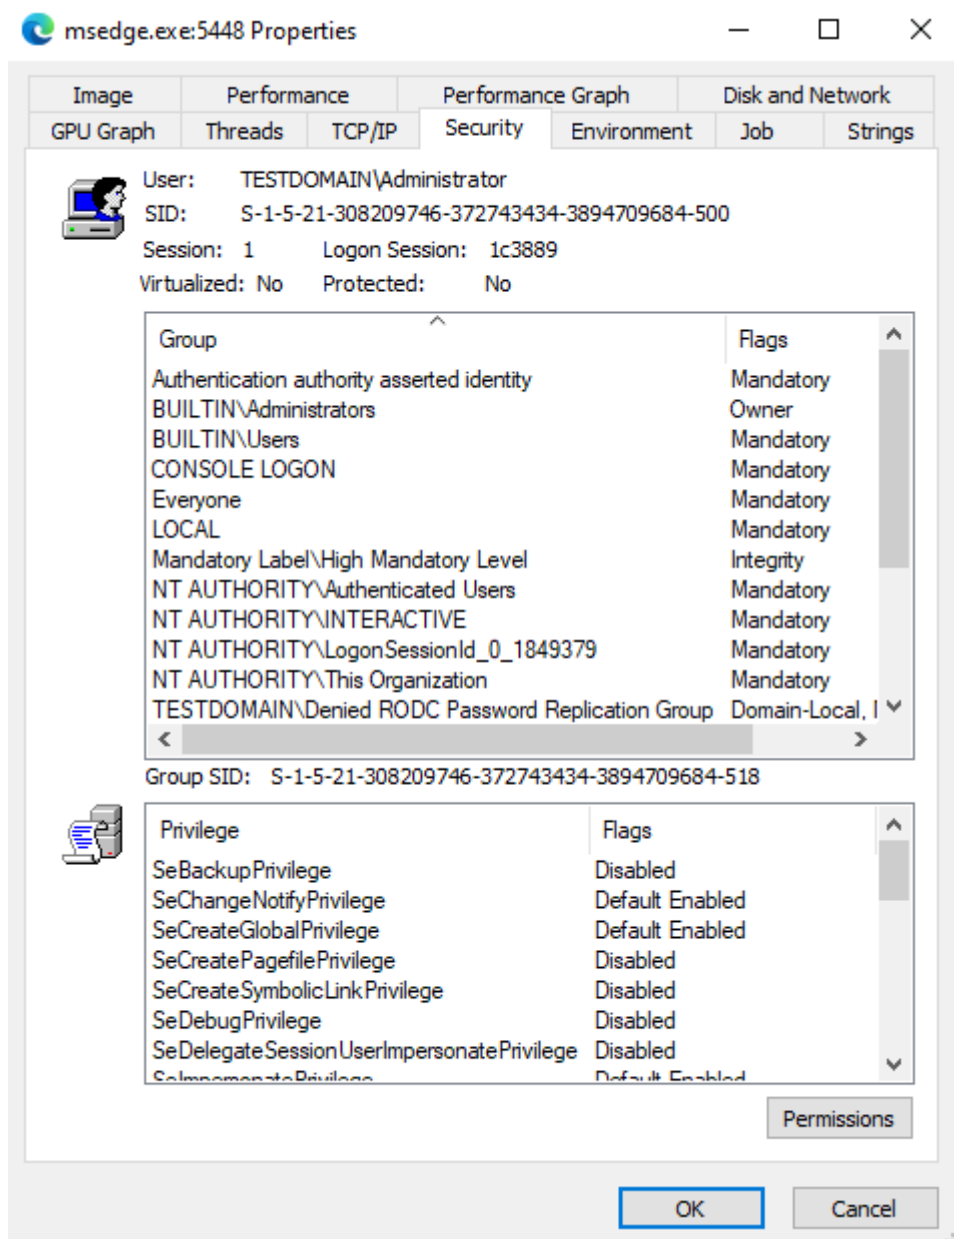 msedge.exe:5448 Properties
Image Performance Performance Graph Disk and Network
GPU Graph Threads TCP/IP Security Environment Job Strings
User: TESTDOMAIN\Administrator
SID: S-1-5-21-308209746-372743434-3894709684-500
Session: 1 Logon Session: 1c3889
Virtualized: No Protected: No
Group Flags
Authentication authority asserted identity Mandatory
BUILTIN\Administrators Owner
BUILTIN\Users Mandatory
CONSOLE LOGON Mandatory
Everyone Mandatory
LOCAL Mandatory
Mandatory Label\High Mandatory Level Integrity
NT AUTHORITY\Authenticated Users Mandatory
NT AUTHORITY\INTERACTIVE Mandatory
NT AUTHORITY\LogonSessionId_0_1849379 Mandatory
NT AUTHORITY\This Organization Mandatory
TESTDOMAIN\Denied RODC Password Replication Group Domain-Local,
Group SID: S-1-5-21-308209746-372743434-3894709684-518
Privilege Flags
SeBackupPrivilege Disabled
SeChangeNotifyPrivilege Default Enabled
SeCreateGlobalPrivilege Default Enabled
SeCreatePagefilePrivilege Disabled
SeCreateSymbolicLinkPrivilege Disabled
SeDebugPrivilege Disabled
SeDelegateSessionUserImpersonatePrivilege Disabled
SeImpersonatePrivilege Default Enabled
Permissions
OK Cancel